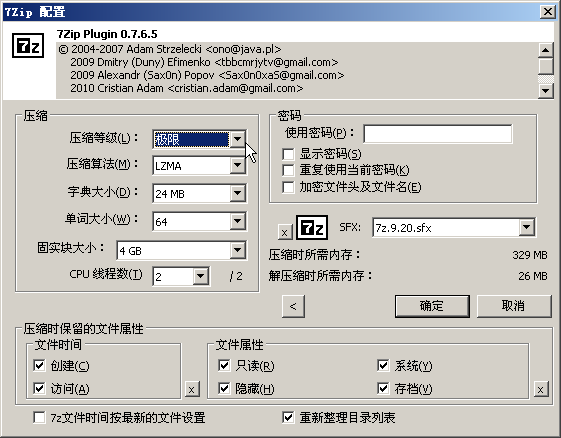 7Zip 配置
7z
7Zip Plugin 0.7.6.5
© 2004-2007 Adam Strzelecki <ono@java.pl>
2009 Dmitry (Duny) Efimenko <tbbcmrjytv@gmail.com>
2009 Alexandr (Sax0n) Popov <Sax0n0xaS@gmail.com>
2010 Cristian Adam <cristian.adam@gmail.com>
压缩
压缩等级(L)： 极限
压缩算法(M)： LZMA
字典大小(D)： 24 MB
单词大小(W)： 64
固实块大小： 4 GB
CPU 线程数(T) 2 / 2
密码
使用密码(P)：
显示密码(S)
重复使用当前密码(K)
加密文件头及文件名(E)
x 7z SFX: 7z.9.20.sfx
压缩时所需内存： 329 MB
解压缩时所需内存： 26 MB
< 确定 取消
压缩时保留的文件属性
文件时间
创建(C)
访问(A) x
文件属性
只读(R) 系统(Y)
隐藏(H) 存档(V) x
7z文件时间按最新的文件设置 重新整理目录列表